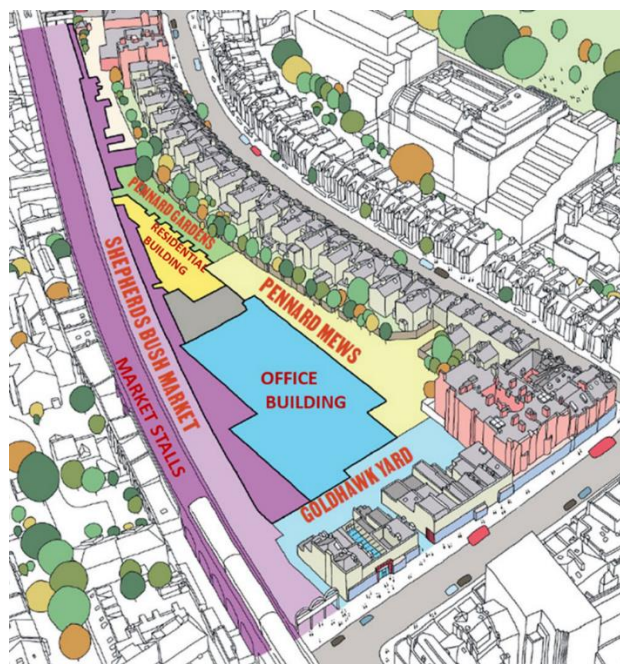 PENNARD GARDENS
RESIDENTIAL
BUILDING
SHEPHERDS BUSH MARKET
PENNARD MEWS
MARKET STALLS
OFFICE
BUILDING
GOLDHAWK YARD